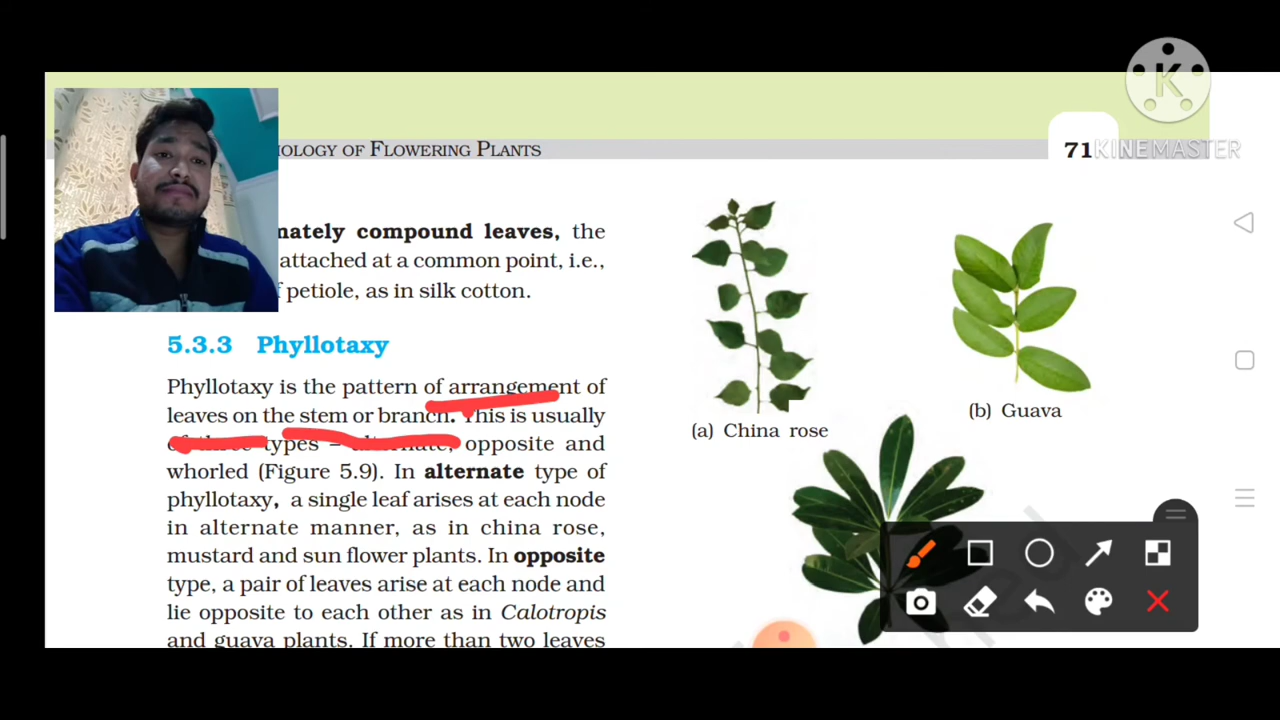 KINEMASTER
OLOGY OF FLOWERING PLANTS
71
nately compound leaves, the
attached at a common point, i.e.,
f petiole, as in silk cotton.
5.3.3 Phyllotaxy
Phyllotaxy is the pattern of arrangement of
leaves on the stem or branch. This is usually
of three types – alternate, opposite and
whorled (Figure 5.9). In alternate type of
phyllotaxy, a single leaf arises at each node
in alternate manner, as in china rose,
mustard and sun flower plants. In opposite
type, a pair of leaves arise at each node and
lie opposite to each other as in Calotropis
and guava plants. If more than two leaves
(a) China rose
(b) Guava